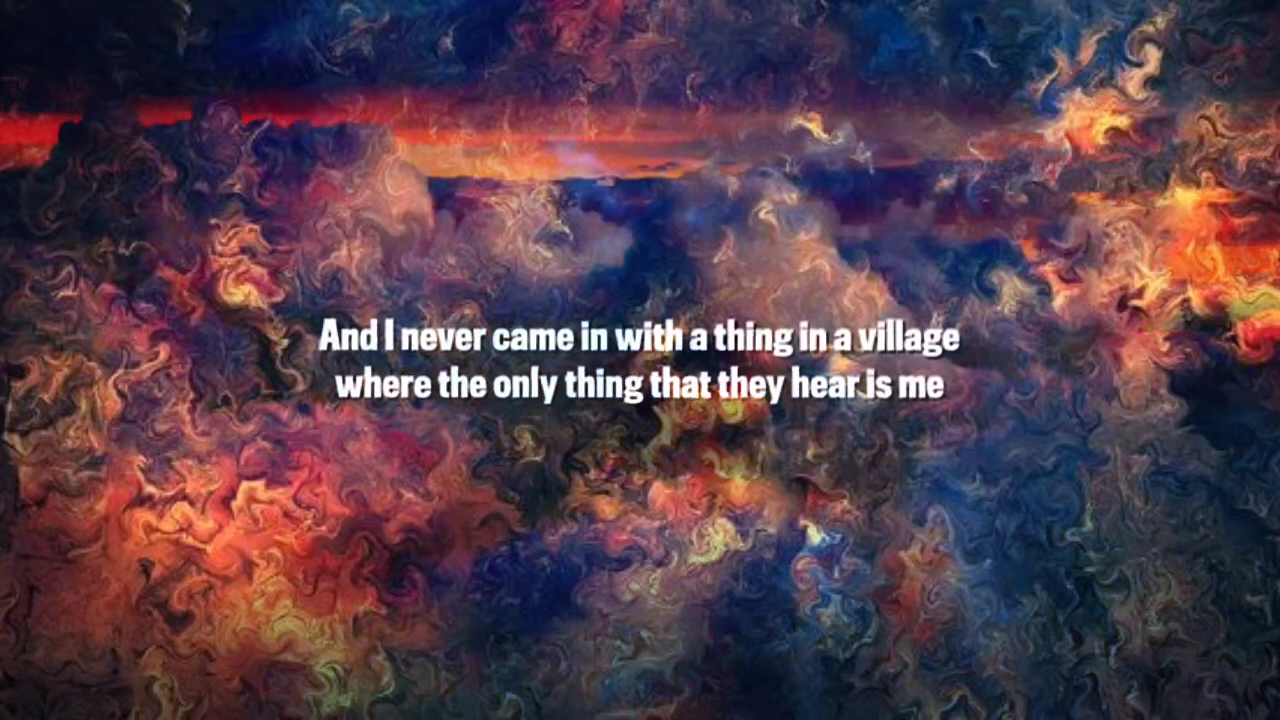 And I never came in with a thing in a village
where the only thing that they hear is me